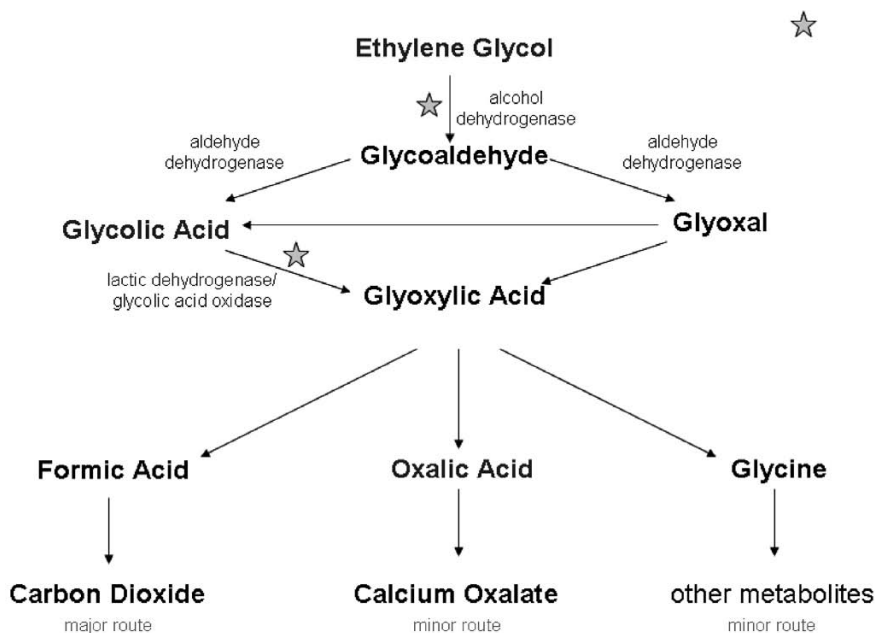 Ethylene Glycol
alcohol
dehydrogenase
aldehyde
dehydrogenase
Glycoaldehyde
aldehyde
dehydrogenase
Glycolic Acid
Glyoxal
lactic dehydrogenase/
glycolic acid oxidase
Glyoxylic Acid
Formic Acid
Oxalic Acid
Glycine
Carbon Dioxide
major route
Calcium Oxalate
minor route
other metabolites
minor route